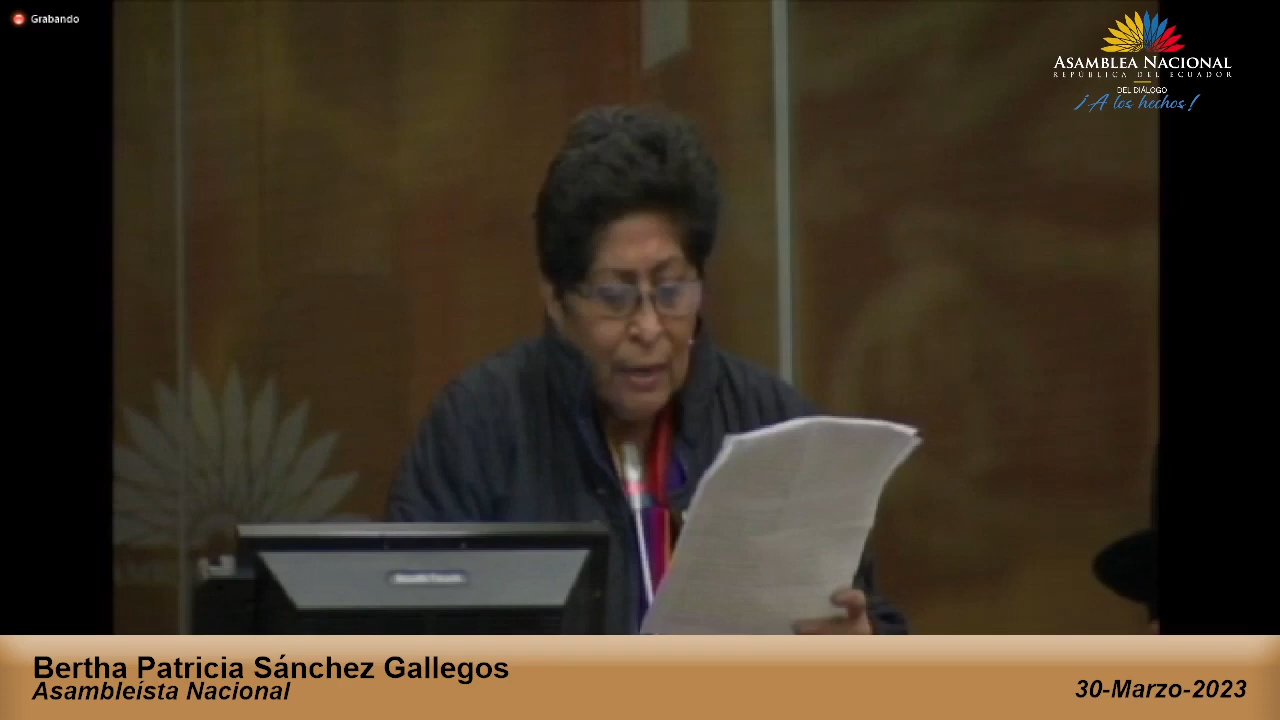 Grabando
ASAMBLEA NACIONAL
REPÚBLICA DEL ECUADOR
DEL DIÁLOGO
¡A los hechos!
Bertha Patricia Sánchez Gallegos
Asambleísta Nacional
30-Marzo-2023